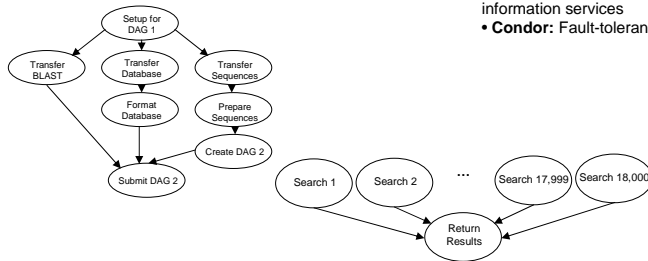 information services
• Condor: Fault-toleran
Setup for
DAG 1
Transfer
BLAST
Transfer
Database
Transfer
Sequences
Format
Database
Prepare
Sequences
Create DAG 2
Submit DAG 2
Search 1
Search 2
...
Search 17,999
Search 18,000
Return
Results